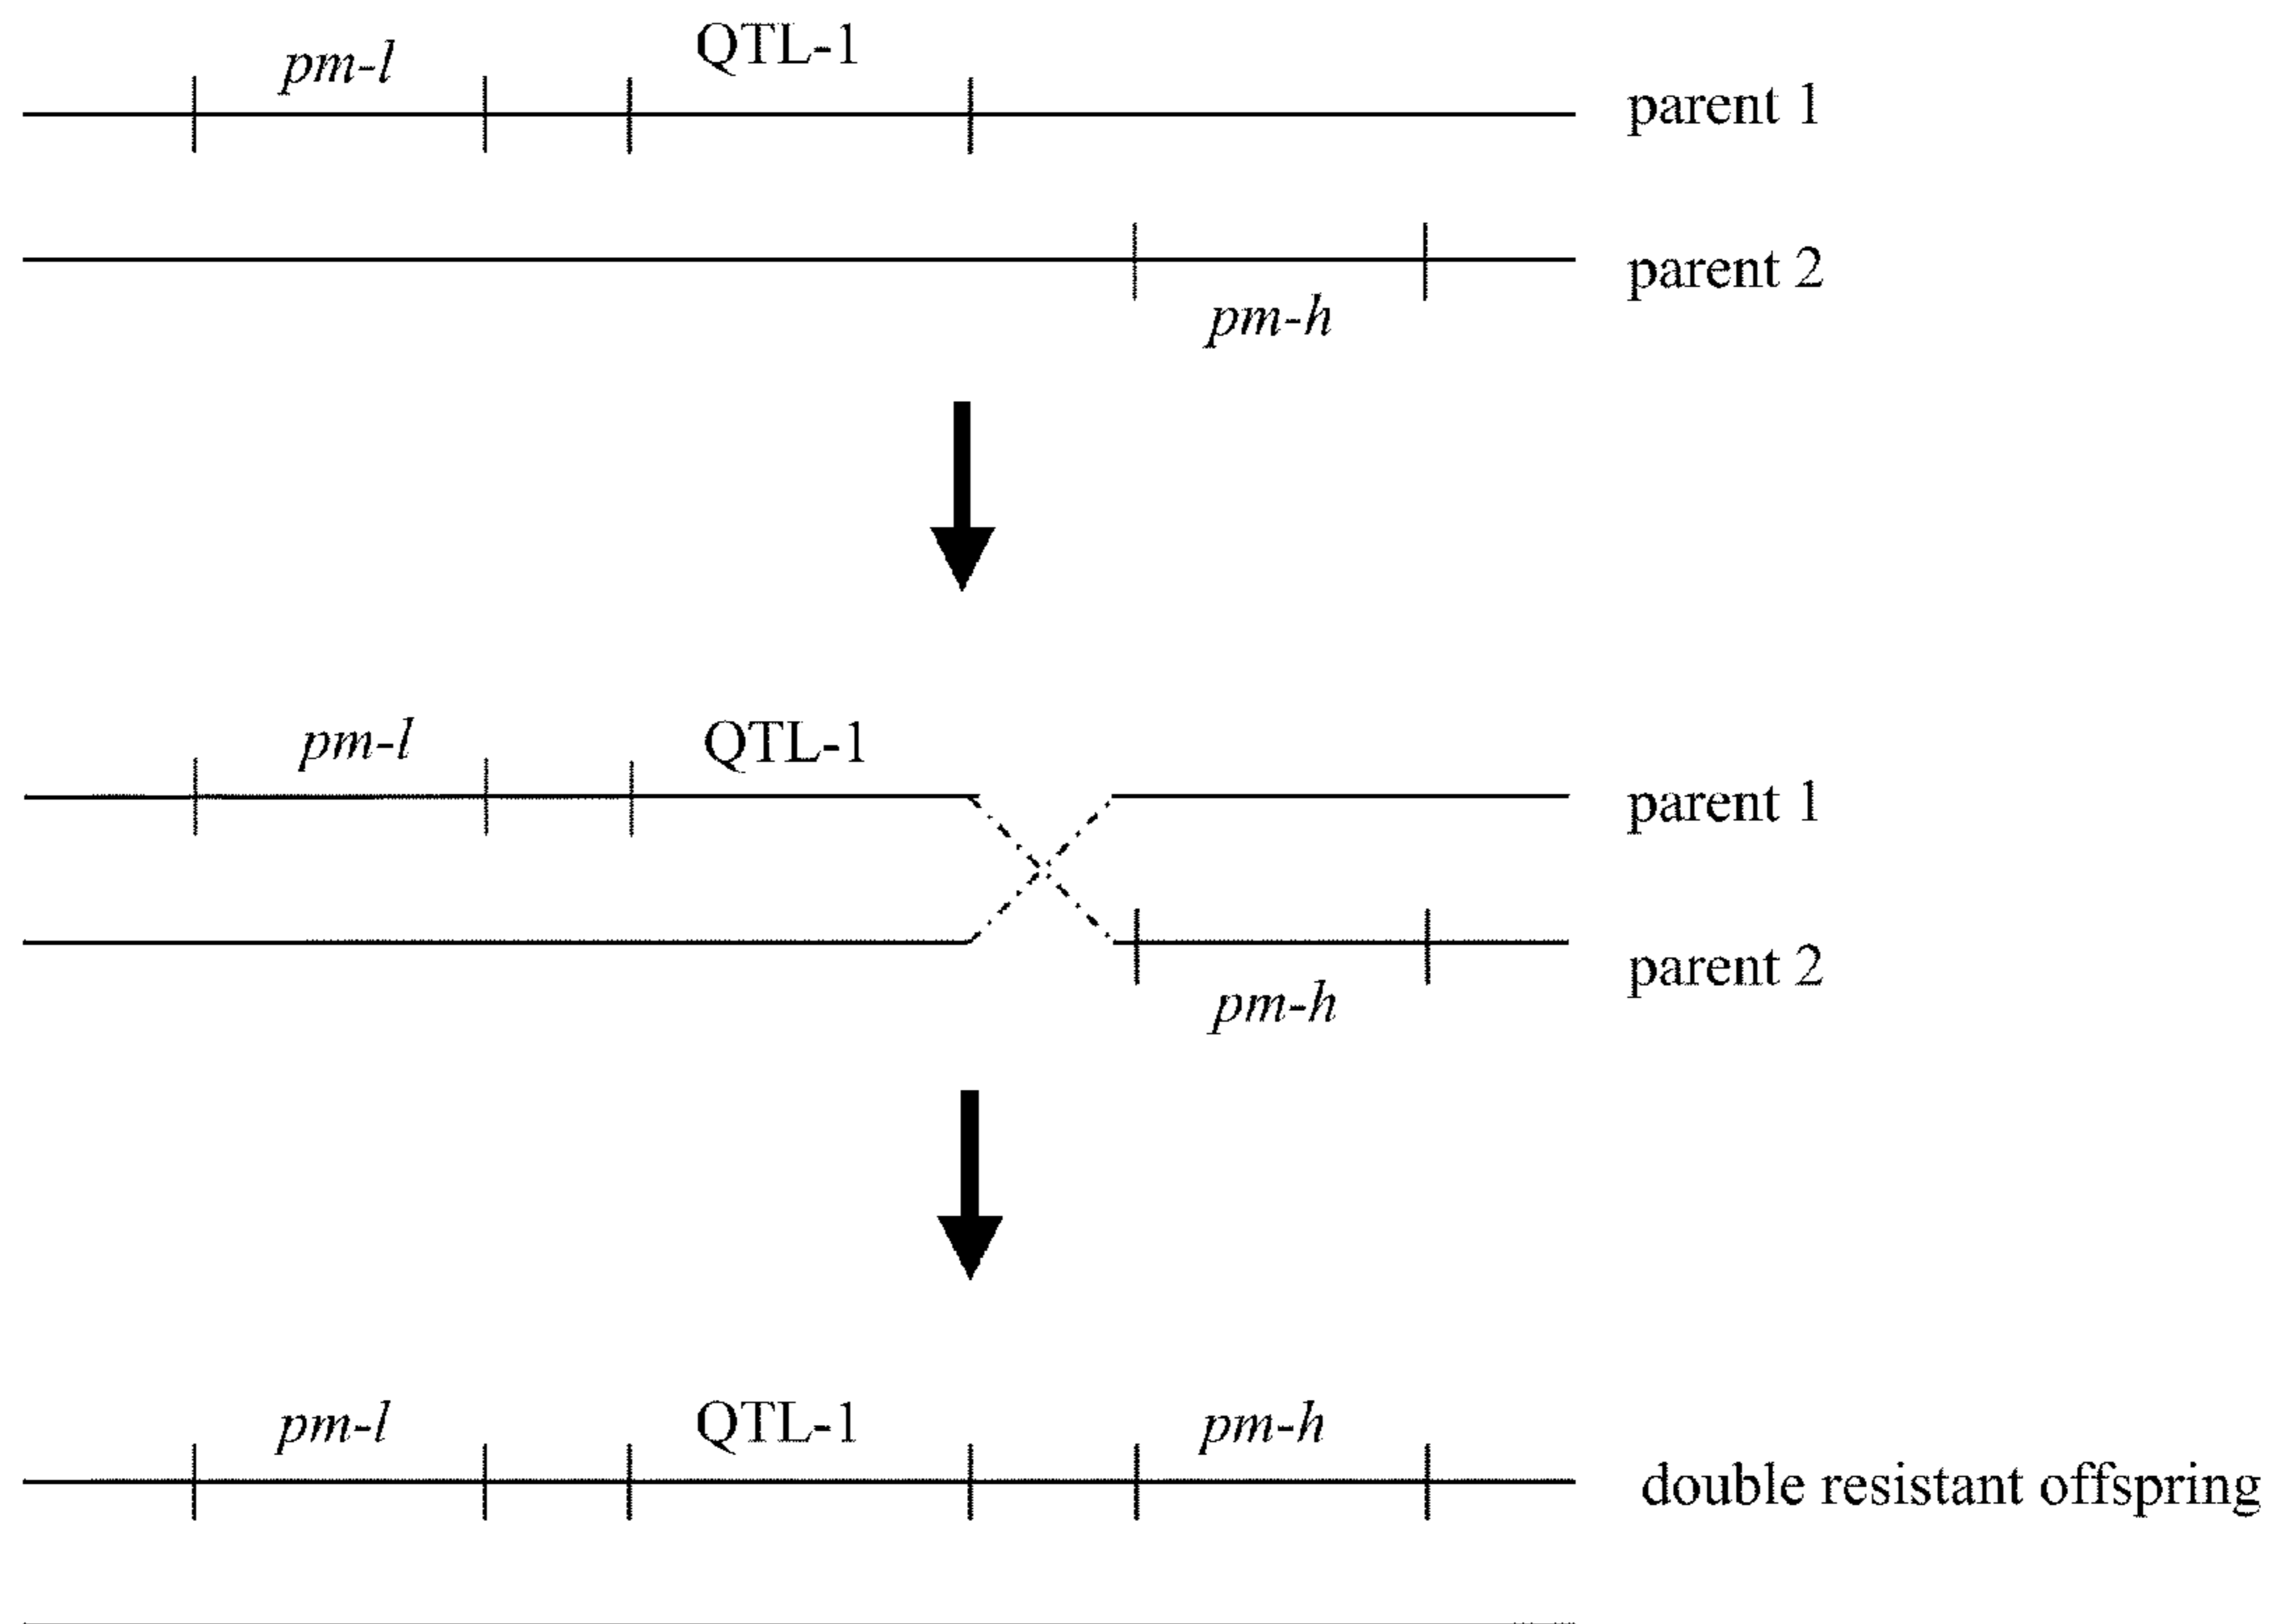 pm-l QTL-1
parent 1
parent 2
pm-h
pm-l QTL-1
parent 1
parent 2
pm-h
pm-l QTL-1 pm-h
double resistant offspring